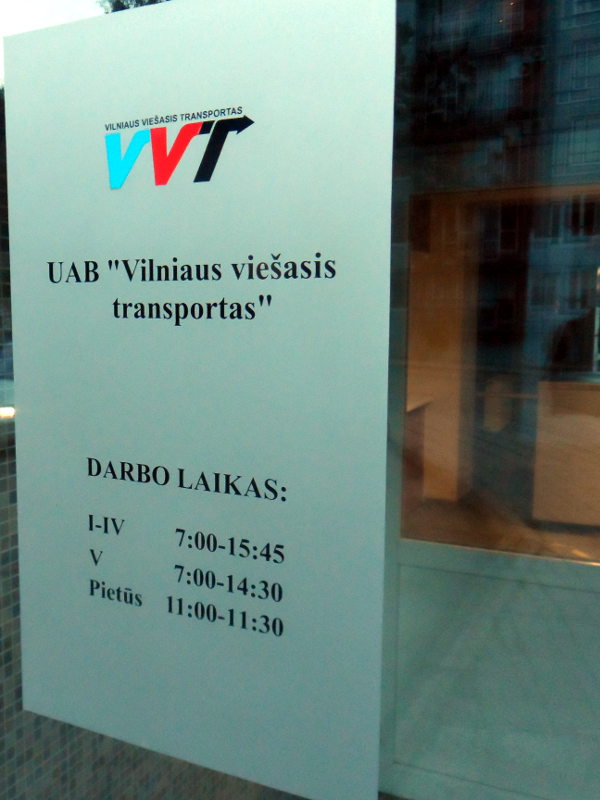 VILNIAUS VIEŠASIS TRANSPORTAS
VVT
UAB "Vilniaus viešasis
transportas"
DARBO LAIKAS:
I-IV 7:00-15:45
V 7:00-14:30
Pietūs 11:00-11:30